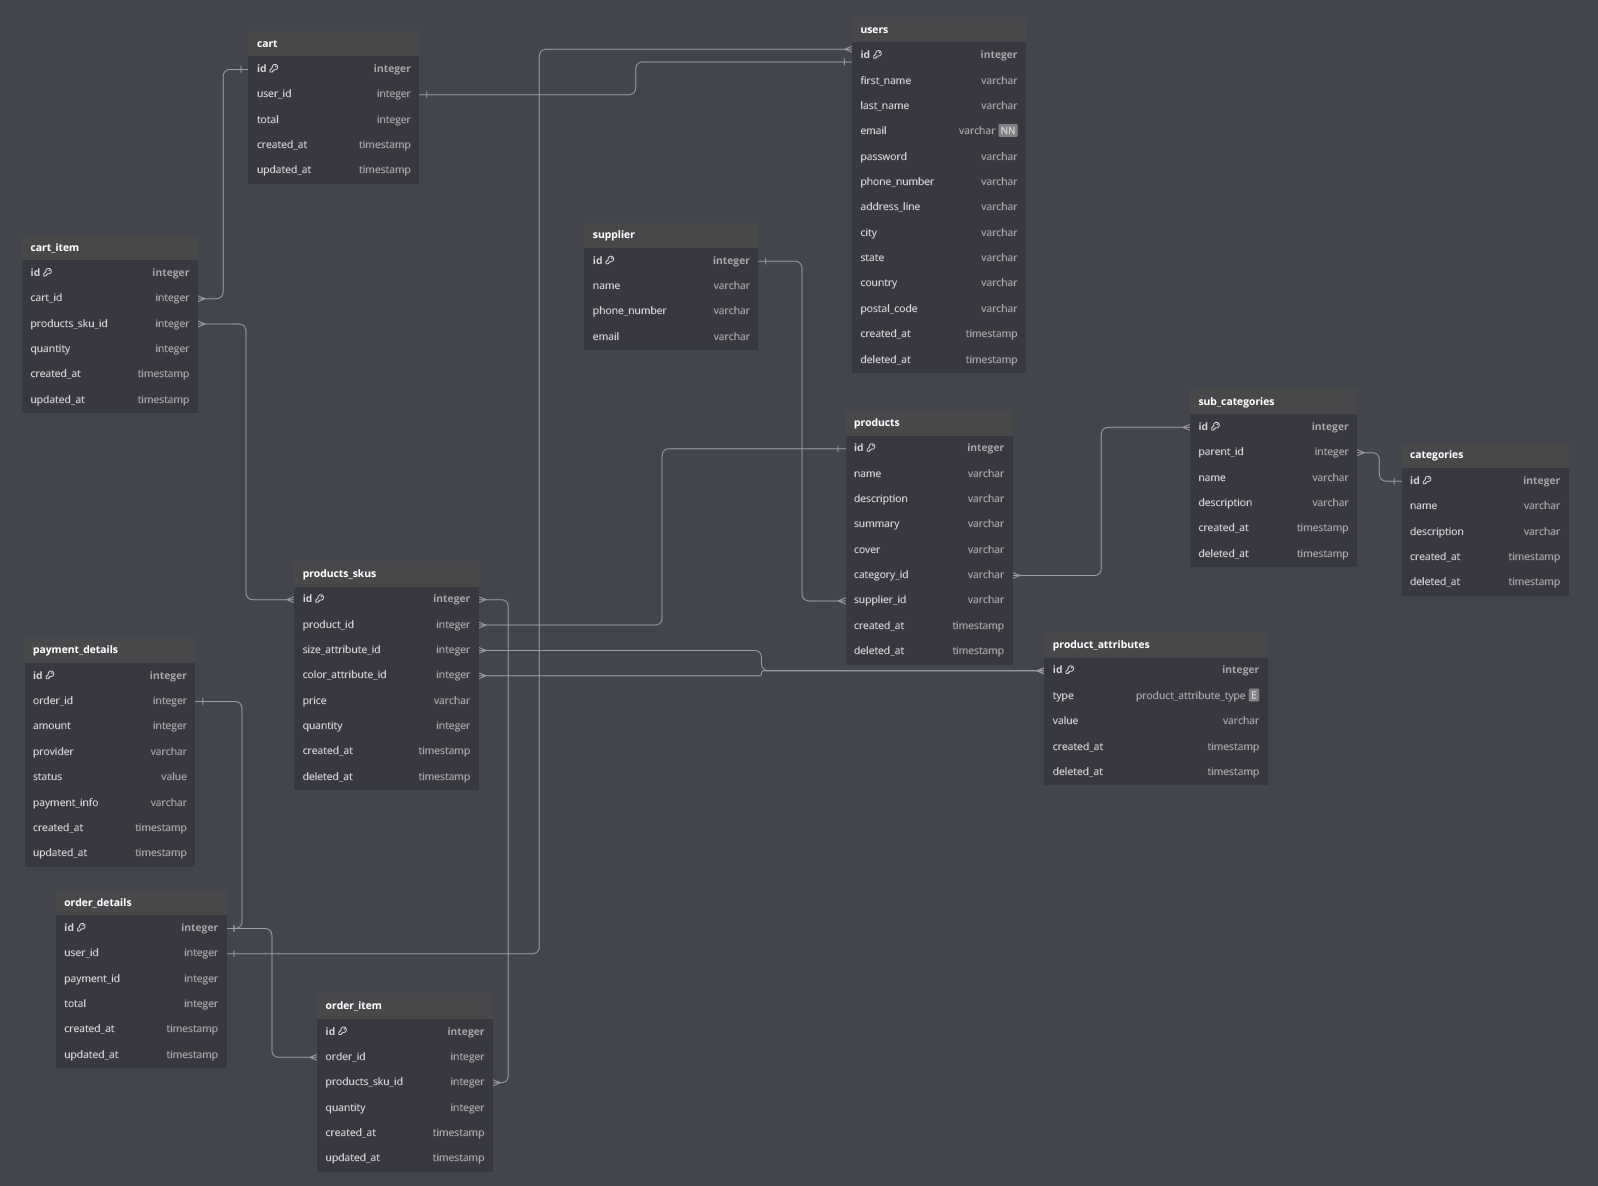 cart
id integer
user_id integer
total integer
created_at timestamp
updated_at timestamp
users
id integer
first_name varchar
last_name varchar
email varchar NN
password varchar
phone_number varchar
address_line varchar
city varchar
state varchar
country varchar
postal_code varchar
created_at timestamp
deleted_at timestamp
cart_item
id integer
cart_id integer
products_sku_id integer
quantity integer
created_at timestamp
updated_at timestamp
supplier
id integer
name varchar
phone_number varchar
email varchar
products
id integer
name varchar
description varchar
summary varchar
cover varchar
category_id varchar
supplier_id varchar
created_at timestamp
deleted_at timestamp
sub_categories
id integer
parent_id integer
name varchar
description varchar
created_at timestamp
deleted_at timestamp
categories
id integer
name varchar
description varchar
created_at timestamp
deleted_at timestamp
products_skus
id integer
product_id integer
size_attribute_id integer
color_attribute_id integer
price varchar
quantity integer
created_at timestamp
deleted_at timestamp
product_attributes
id integer
type product_attribute_type E
value varchar
created_at timestamp
deleted_at timestamp
payment_details
id integer
order_id integer
amount integer
provider varchar
status value
payment_info varchar
created_at timestamp
updated_at timestamp
order_details
id integer
user_id integer
payment_id integer
total integer
created_at timestamp
updated_at timestamp
order_item
id integer
order_id integer
products_sku_id integer
quantity integer
created_at timestamp
updated_at timestamp